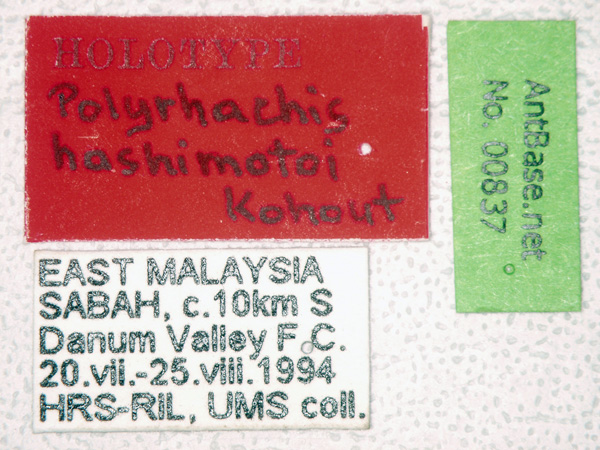 HOLOTYPE
Polyrhachis
hashimotoi
Kohout
EAST MALAYSIA
SABAH, c.10km S
Danum Valley F.C.
20.vii.-25.viii.1994
HRS-RIL, UMS coll.
AntBase.net
No. 00837